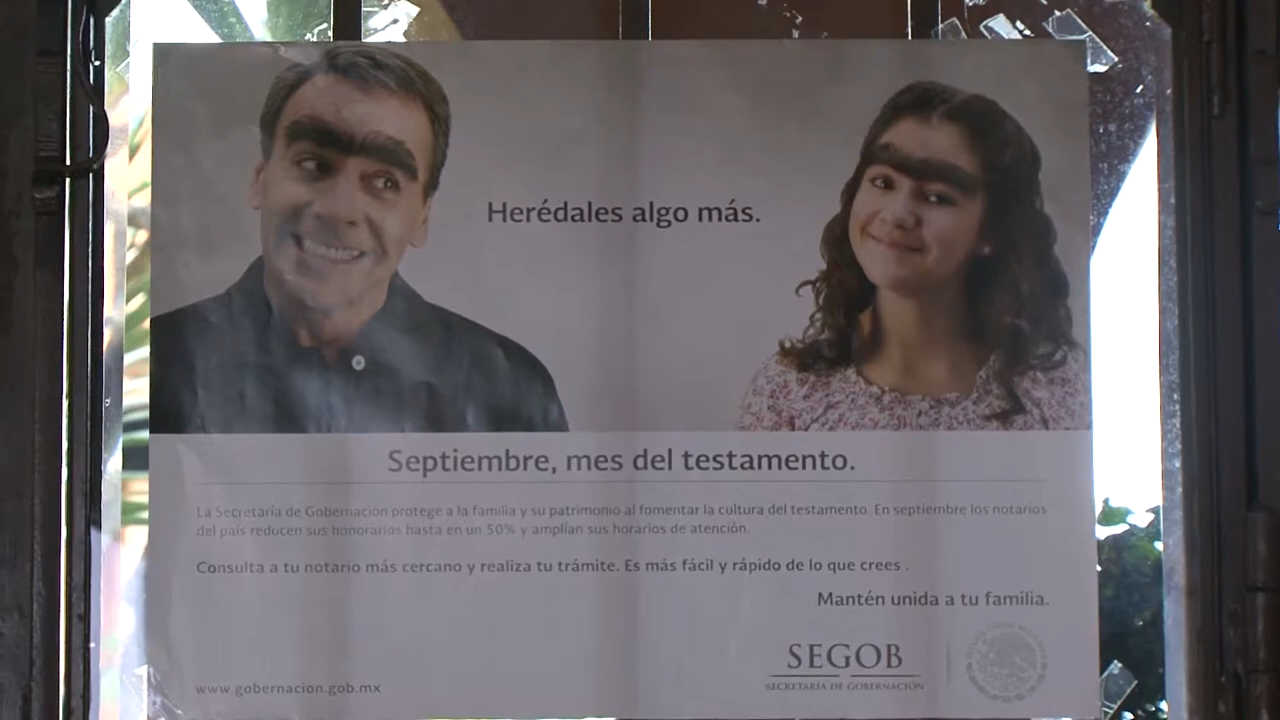 Herédales algo más.
Septiembre, mes del testamento.
La Secretaría de Gobernación protege a la familia y su patrimonio al fomentar la cultura del testamento. En septiembre los notarios
del país reducen sus honorarios hasta en un 50% y amplían sus horarios de atención.
Consulta a tu notario más cercano y realiza tu trámite. Es más fácil y rápido de lo que crees .
Mantén unida a tu familia.
SEGOB
SECRETARÍA DE GOBERNACIÓN
www.gobernacion.gob.mx